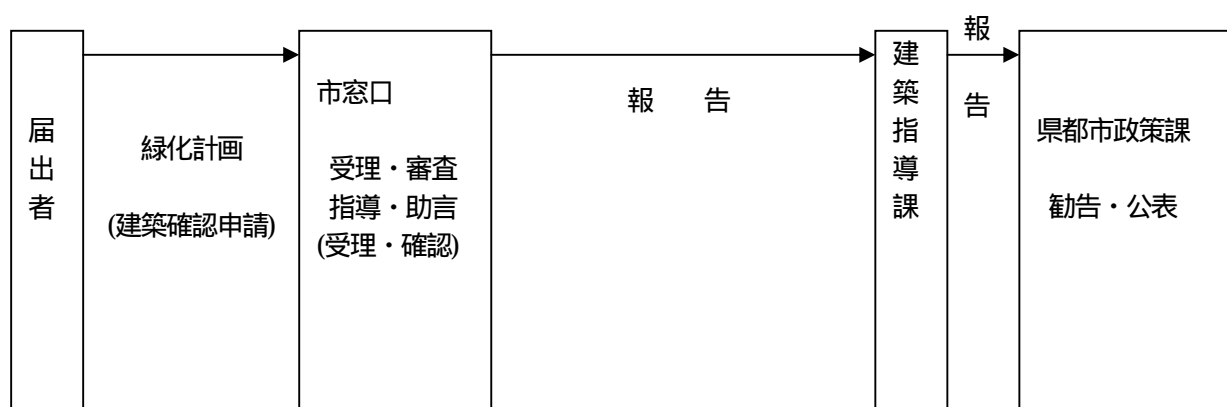 届出者
緑化計画
(建築確認申請)
市窓口
受理・審査
指導・助言
(受理・確認)
報 告
建築指導課
報告
県都市政策課
勧告・公表